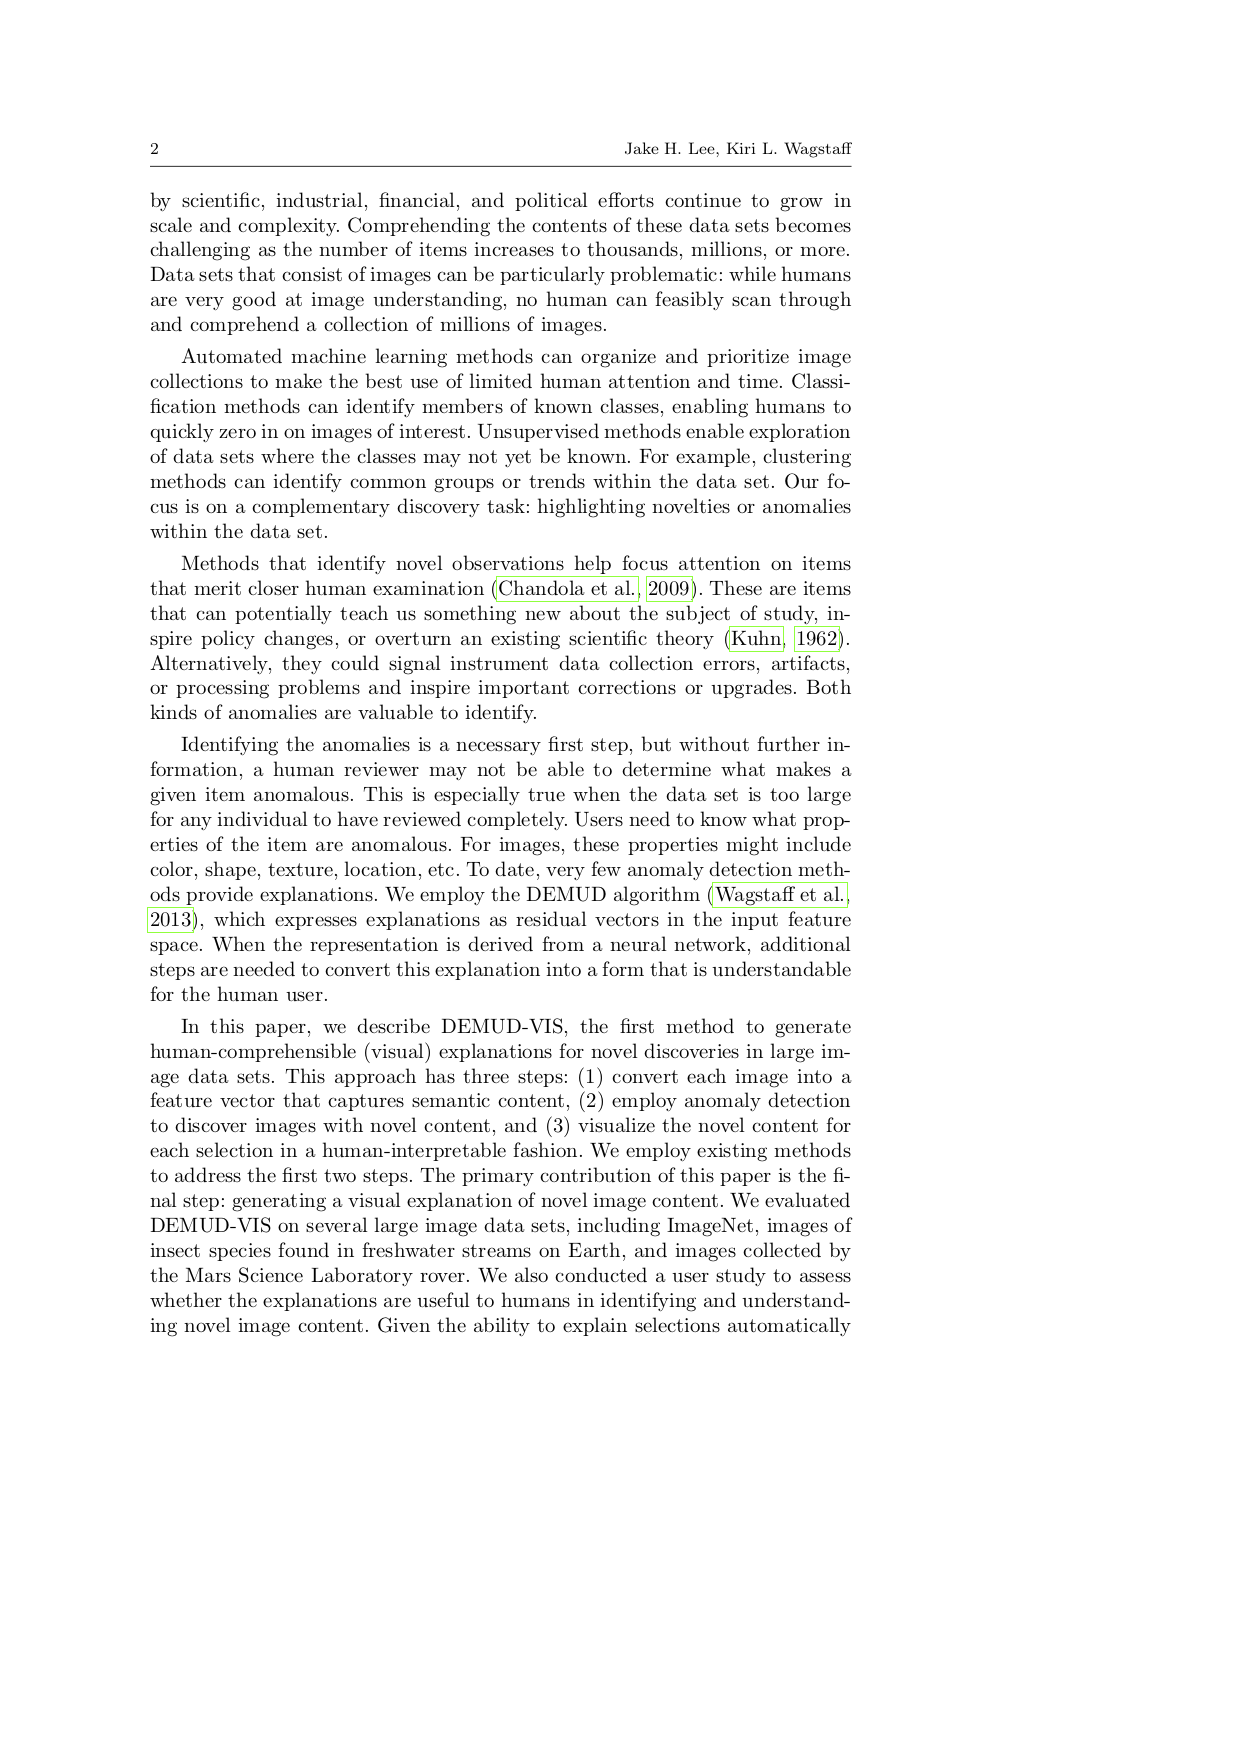 2 Jake H. Lee, Kiri L. Wagstaff
by scientific, industrial, financial, and political efforts continue to grow in
scale and complexity. Comprehending the contents of these data sets becomes
challenging as the number of items increases to thousands, millions, or more.
Data sets that consist of images can be particularly problematic: while humans
are very good at image understanding, no human can feasibly scan through
and comprehend a collection of millions of images.
Automated machine learning methods can organize and prioritize image
collections to make the best use of limited human attention and time. Classi-
fication methods can identify members of known classes, enabling humans to
quickly zero in on images of interest. Unsupervised methods enable exploration
of data sets where the classes may not yet be known. For example, clustering
methods can identify common groups or trends within the data set. Our fo-
cus is on a complementary discovery task: highlighting novelties or anomalies
within the data set.
Methods that identify novel observations help focus attention on items
that merit closer human examination (Chandola et al., 2009). These are items
that can potentially teach us something new about the subject of study, in-
spire policy changes, or overturn an existing scientific theory (Kuhn, 1962).
Alternatively, they could signal instrument data collection errors, artifacts,
or processing problems and inspire important corrections or upgrades. Both
kinds of anomalies are valuable to identify.
Identifying the anomalies is a necessary first step, but without further in-
formation, a human reviewer may not be able to determine what makes a
given item anomalous. This is especially true when the data set is too large
for any individual to have reviewed completely. Users need to know what prop-
erties of the item are anomalous. For images, these properties might include
color, shape, texture, location, etc. To date, very few anomaly detection meth-
ods provide explanations. We employ the DEMUD algorithm (Wagstaff et al.,
2013), which expresses explanations as residual vectors in the input feature
space. When the representation is derived from a neural network, additional
steps are needed to convert this explanation into a form that is understandable
for the human user.
In this paper, we describe DEMUD-VIS, the first method to generate
human-comprehensible (visual) explanations for novel discoveries in large im-
age data sets. This approach has three steps: (1) convert each image into a
feature vector that captures semantic content, (2) employ anomaly detection
to discover images with novel content, and (3) visualize the novel content for
each selection in a human-interpretable fashion. We employ existing methods
to address the first two steps. The primary contribution of this paper is the fi-
nal step: generating a visual explanation of novel image content. We evaluated
DEMUD-VIS on several large image data sets, including ImageNet, images of
insect species found in freshwater streams on Earth, and images collected by
the Mars Science Laboratory rover. We also conducted a user study to assess
whether the explanations are useful to humans in identifying and understand-
ing novel image content. Given the ability to explain selections automatically